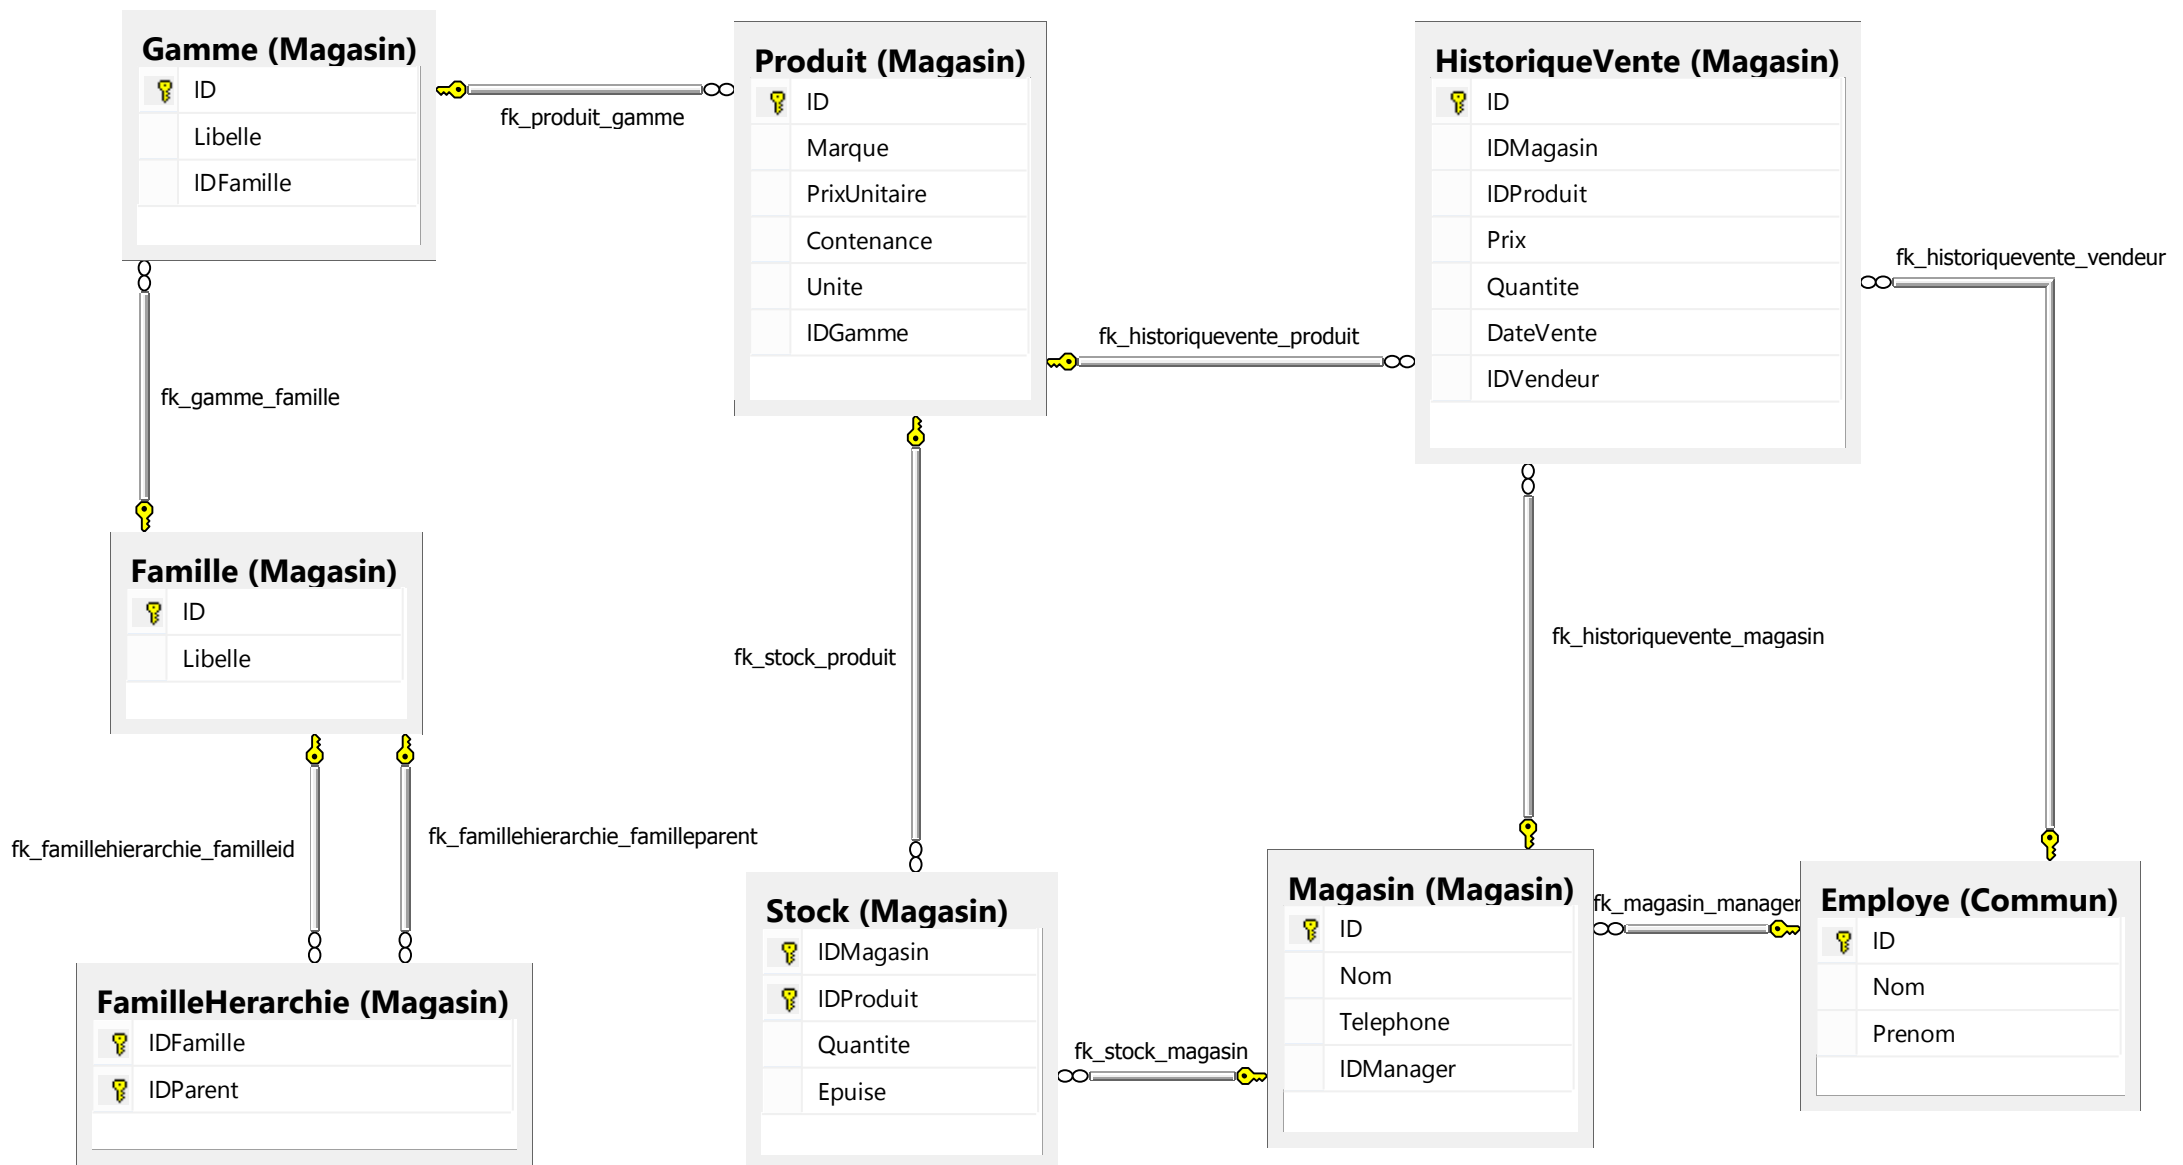 Gamme (Magasin)
ID
Libelle
IDFamille
fk_produit_gamme
Produit (Magasin)
ID
Marque
PrixUnitaire
Contenance
Unite
IDGamme
HistoriqueVente (Magasin)
ID
IDMagasin
IDProduit
Prix
Quantite
DateVente
IDVendeur
fk_historiquevente_vendeur
fk_historiquevente_produit
fk_gamme_famille
Famille (Magasin)
ID
Libelle
fk_stock_produit
fk_historiquevente_magasin
fk_famillehierarchie_familleid
fk_famillehierarchie_familleparent
FamilleHerarchie (Magasin)
IDFamille
IDParent
Stock (Magasin)
IDMagasin
IDProduit
Quantite
Epuise
fk_stock_magasin
Magasin (Magasin)
ID
Nom
Telephone
IDManager
fk_magasin_manager
Employe (Commun)
ID
Nom
Prenom